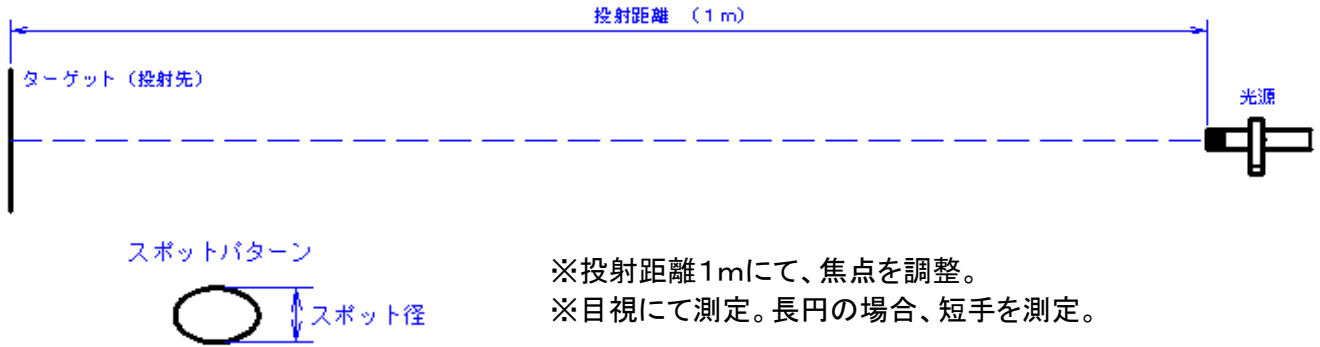 投射距離 (1m)
ターゲット(投射先)
光源
スポットパターン
スポット径
※投射距離1mにて、焦点を調整。
※目視にて測定。長円の場合、短手を測定。